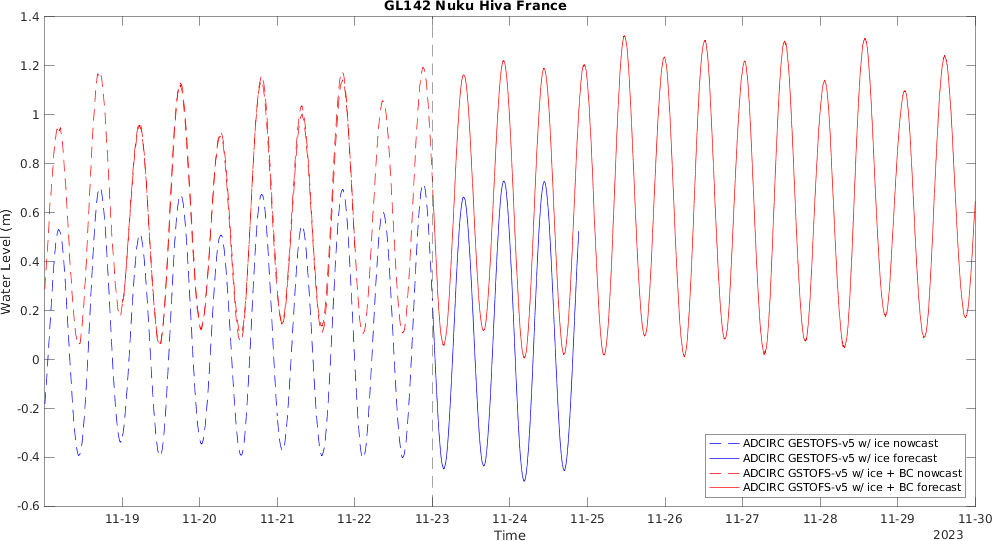 GL142 Nuku Hiva France
1.4
1.2
1
0.8
0.6
0.4
0.2
0
-0.2
-0.4
-0.6
Water Level (m)
11-19 11-20 11-21 11-22 11-23 11-24 11-25 11-26 11-27 11-28 11-29 11-30
Time
2023
ADCIRC GESTOFS-v5 w/ ice nowcast
ADCIRC GESTOFS-v5 w/ ice forecast
ADCIRC GSTOFS-v5 w/ ice + BC nowcast
ADCIRC GSTOFS-v5 w/ ice + BC forecast